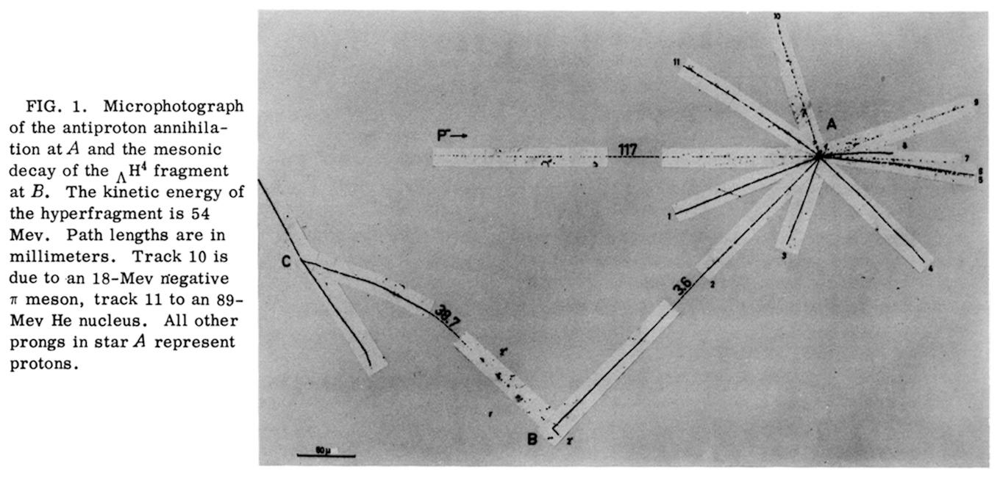 FIG. 1. Microphotograph
of the antiproton annihila-
tion at A and the mesonic
decay of the ΛH⁴ fragment
at B. The kinetic energy of
the hyperfragment is 54
Mev. Path lengths are in
millimeters. Track 10 is
due to an 18-Mev negative
π meson, track 11 to an 89-
Mev He nucleus. All other
prongs in star A represent
protons.
10
11
9
A
P̄→
117
8
7
6
5
1
3
4
C
2
3.6
38.7
B
2'
60μ